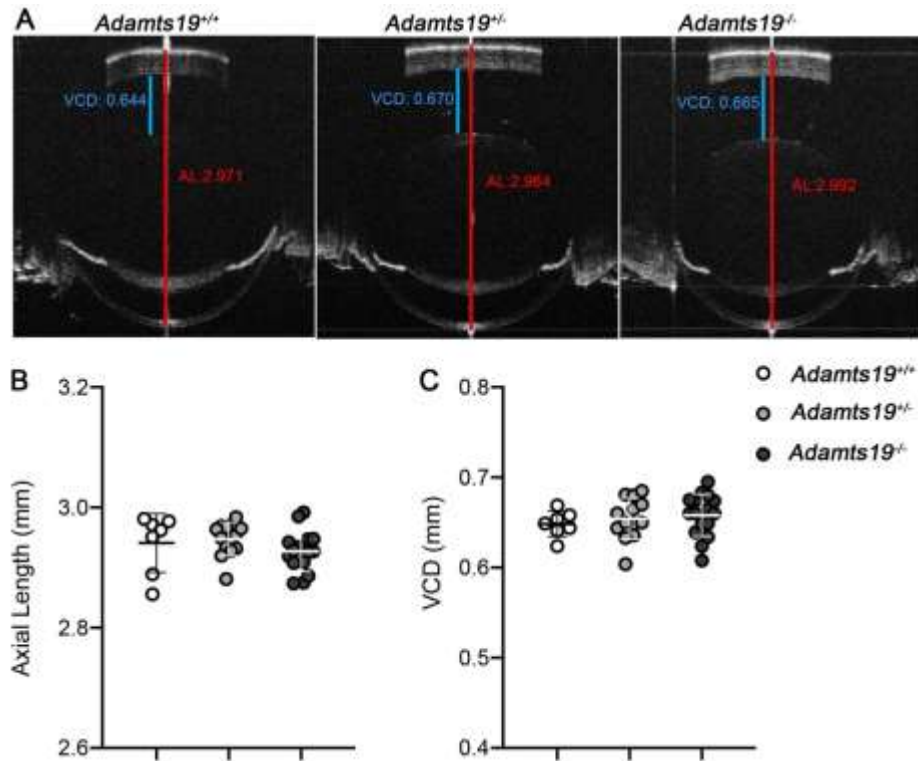 A
Adamts19+/+
Adamts19+/-
Adamts19-/-
VCD: 0.644
VCD: 0.670
VCD: 0.665
AL:2.971
AL:2.964
AL:2.992
B
C
Adamts19+/+
Adamts19+/-
Adamts19-/-
Axial Length (mm)
3.2
3.0
2.8
2.6
VCD (mm)
0.8
0.7
0.6
0.5
0.4